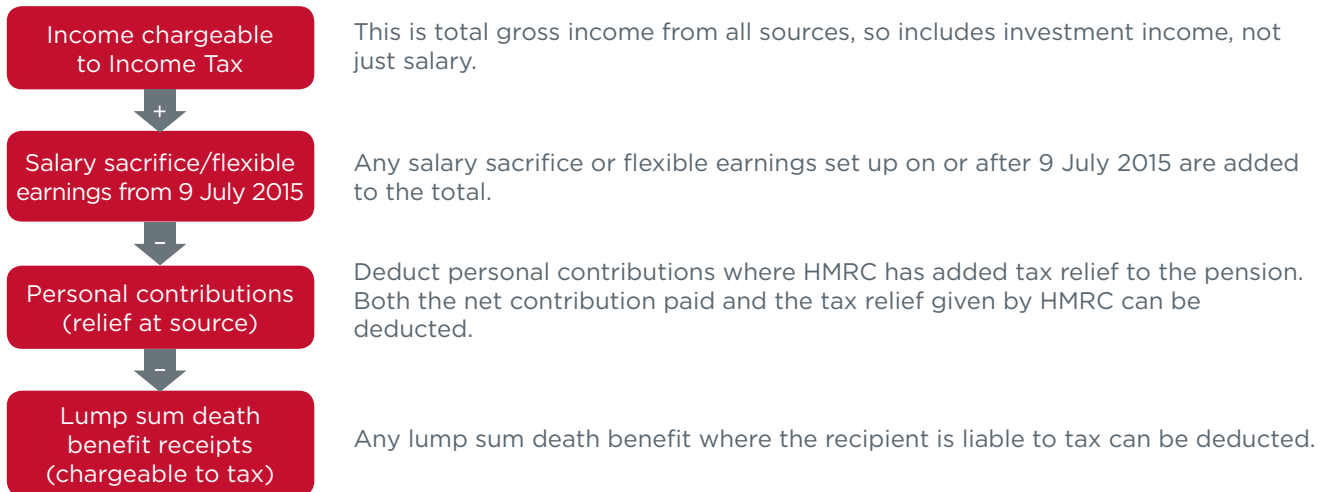 Income chargeable
to Income Tax
This is total gross income from all sources, so includes investment income, not
just salary.
+
Salary sacrifice/flexible
earnings from 9 July 2015
Any salary sacrifice or flexible earnings set up on or after 9 July 2015 are added
to the total.
–
Personal contributions
(relief at source)
Deduct personal contributions where HMRC has added tax relief to the pension.
Both the net contribution paid and the tax relief given by HMRC can be
deducted.
–
Lump sum death
benefit receipts
(chargeable to tax)
Any lump sum death benefit where the recipient is liable to tax can be deducted.